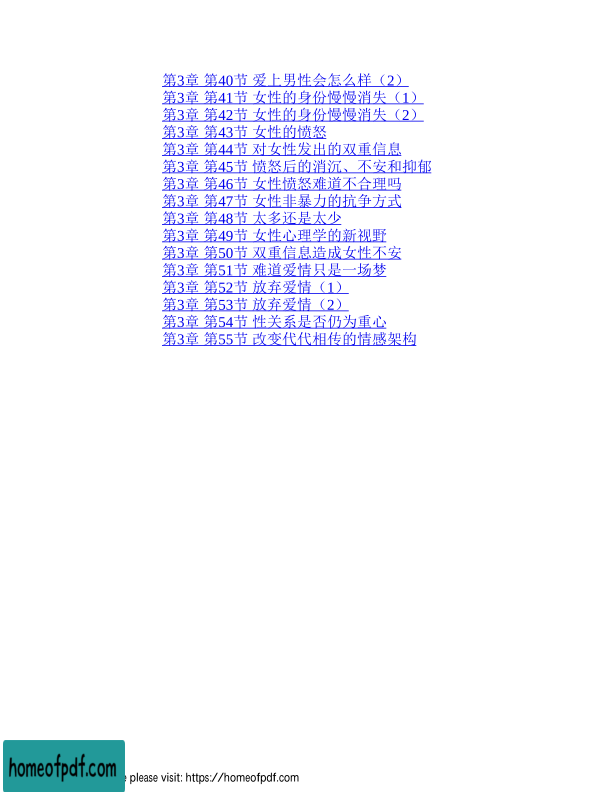 第3章 第40节 爱上男性会怎么样（2）
第3章 第41节 女性的身份慢慢消失（1）
第3章 第42节 女性的身份慢慢消失（2）
第3章 第43节 女性的愤怒
第3章 第44节 对女性发出的双重信息
第3章 第45节 愤怒后的消沉、不安和抑郁
第3章 第46节 女性愤怒难道不合理吗
第3章 第47节 女性非暴力的抗争方式
第3章 第48节 太多还是太少
第3章 第49节 女性心理学的新视野
第3章 第50节 双重信息造成女性不安
第3章 第51节 难道爱情只是一场梦
第3章 第52节 放弃爱情（1）
第3章 第53节 放弃爱情（2）
第3章 第54节 性关系是否仍为重心
第3章 第55节 改变代代相传的情感架构
homeofpdf.com
please visit: https://homeofpdf.com